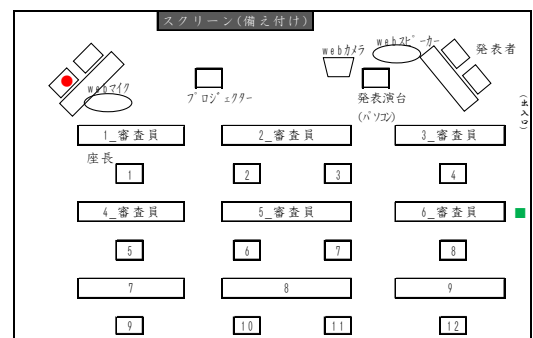 スクリーン(備え付け)
webカメラ
webスピーカー
発表者
webマイク
プロジェクター
発表演台
(パソコン)
(出入口)
1_審査員
2_審査員
3_審査員
座長
1
2
3
4
4_審査員
5_審査員
6_審査員
5
6
7
8
7
8
9
9
10
11
12